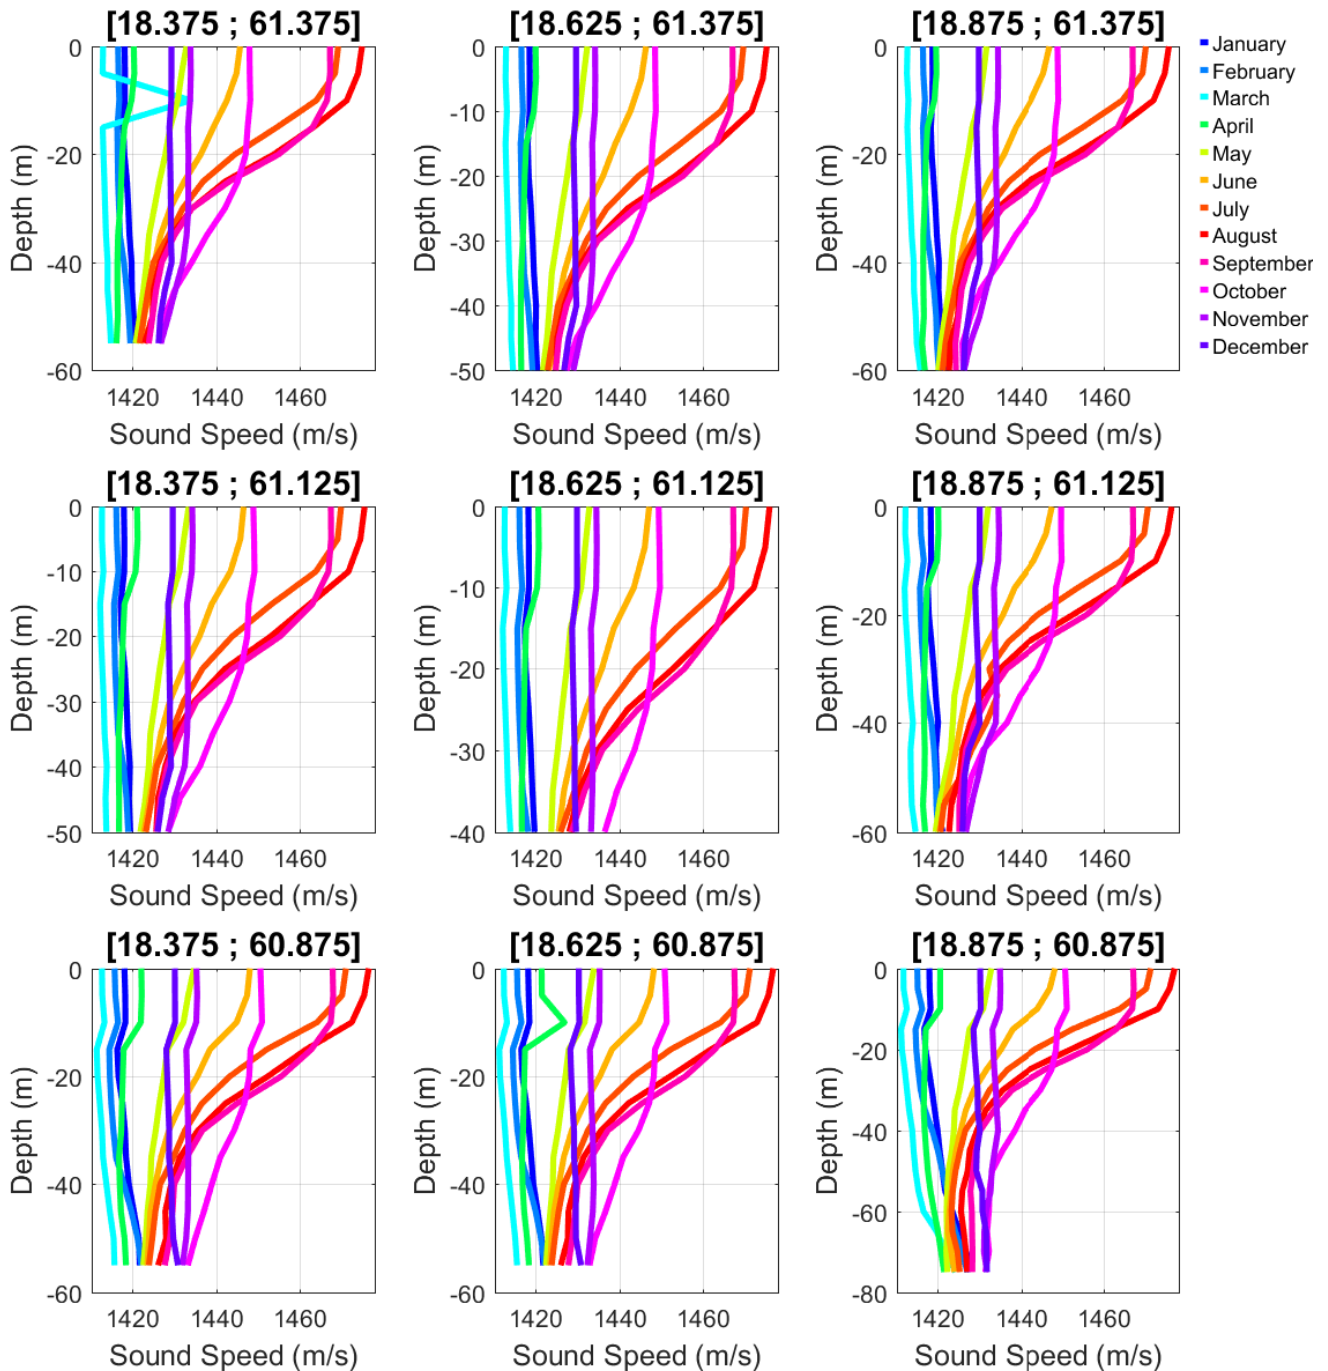 [18.375 ; 61.375]
[18.625 ; 61.375]
[18.875 ; 61.375]
0
-20
-40
-60
Depth (m)
1420
1440
1460
Sound Speed (m/s)
0
-10
-20
-30
-40
-50
Depth (m)
1420
1440
1460
Sound Speed (m/s)
0
-20
-40
-60
Depth (m)
1420
1440
1460
Sound Speed (m/s)
January
February
March
April
May
June
July
August
September
October
November
December
[18.375 ; 61.125]
[18.625 ; 61.125]
[18.875 ; 61.125]
0
-10
-20
-30
-40
-50
Depth (m)
1420
1440
1460
Sound Speed (m/s)
0
-10
-20
-30
-40
Depth (m)
1420
1440
1460
Sound Speed (m/s)
0
-20
-40
-60
Depth (m)
1420
1440
1460
Sound Speed (m/s)
[18.375 ; 60.875]
[18.625 ; 60.875]
[18.875 ; 60.875]
0
-20
-40
-60
Depth (m)
1420
1440
1460
Sound Speed (m/s)
0
-20
-40
-60
Depth (m)
1420
1440
1460
Sound Speed (m/s)
0
-20
-40
-60
-80
Depth (m)
1420
1440
1460
Sound Speed (m/s)